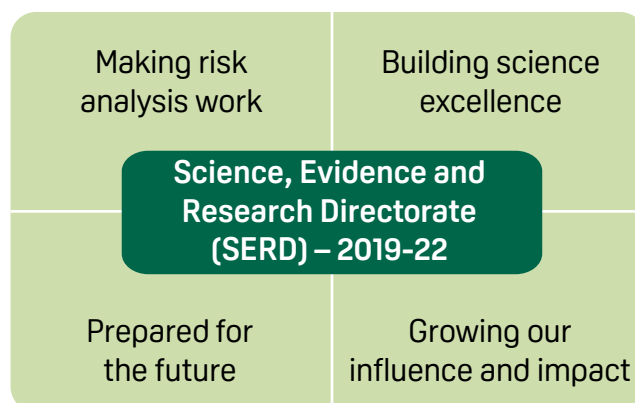 Making risk
analysis work
Building science
excellence
Science, Evidence and
Research Directorate
(SERD) – 2019-22
Prepared for
the future
Growing our
influence and impact